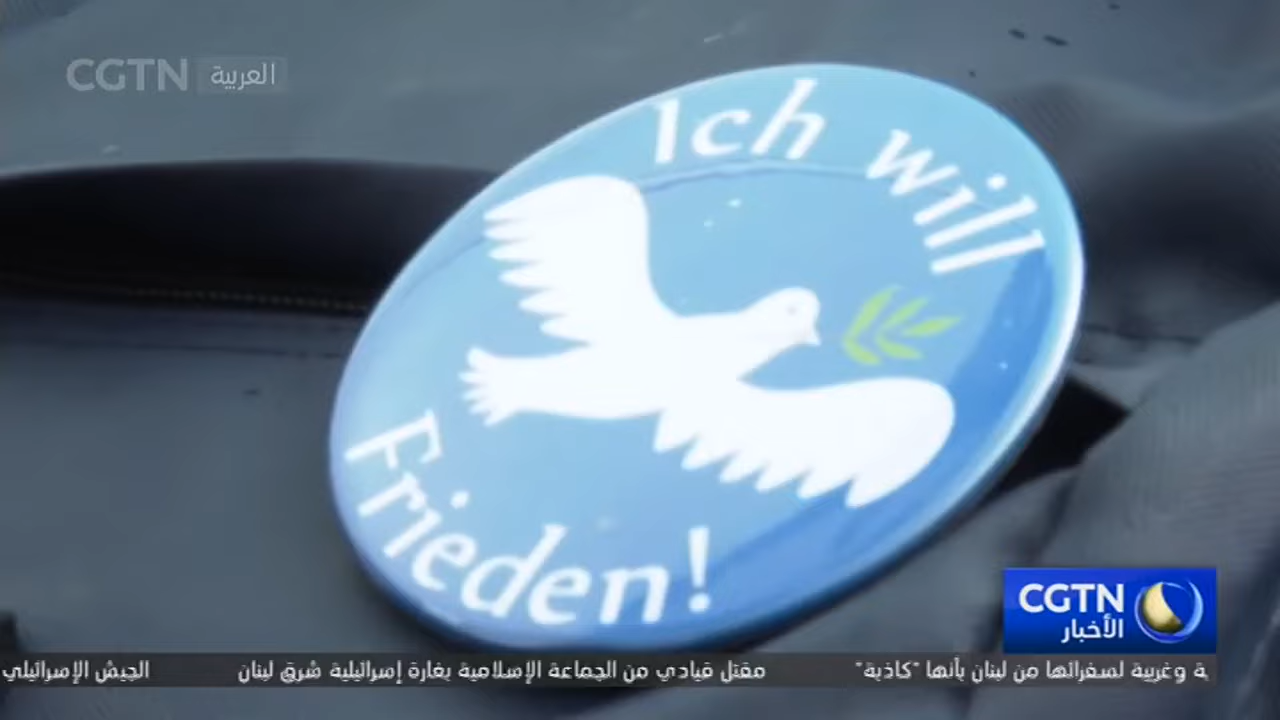 CGTN العربية
Ich will
Frieden!
CGTN
الأخبار
وغربية لسفرائها من لبنان بأنها "كاذبة" مقتل قيادي من الجماعة الإسلامية بغارة إسرائيلية شرق لبنان الجيش الإسرائيلي